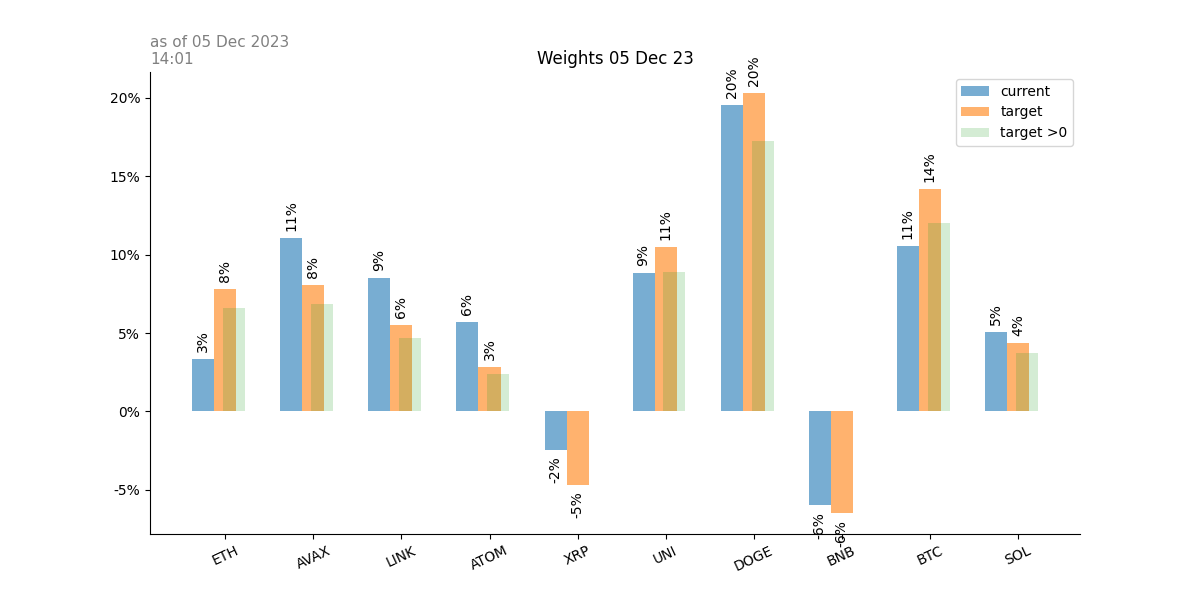 as of 05 Dec 2023
14:01
Weights 05 Dec 23
current
target
target >0
20%
15%
10%
5%
0%
-5%
3%
8%
11%
8%
9%
6%
6%
3%
-2%
-5%
9%
11%
20%
20%
-6%
-6%
11%
14%
5%
4%
ETH
AVAX
LINK
ATOM
XRP
UNI
DOGE
BNB
BTC
SOL